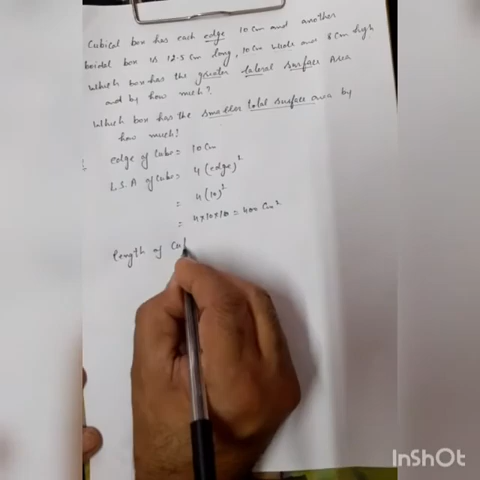 Cubical box has each edge 10 cm and another
boidal box is 12.5 cm long, 10 cm wide and 8 cm high
Which box has the greater lateral surface Area
and by how much?
Which box has the smaller total surface area by
how much?
edge of cube = 10 cm
L.S.A of cube = 4 (edge)²
= 4 (10)²
= 4×10×10 = 400 cm²
length of Cu
InShOt